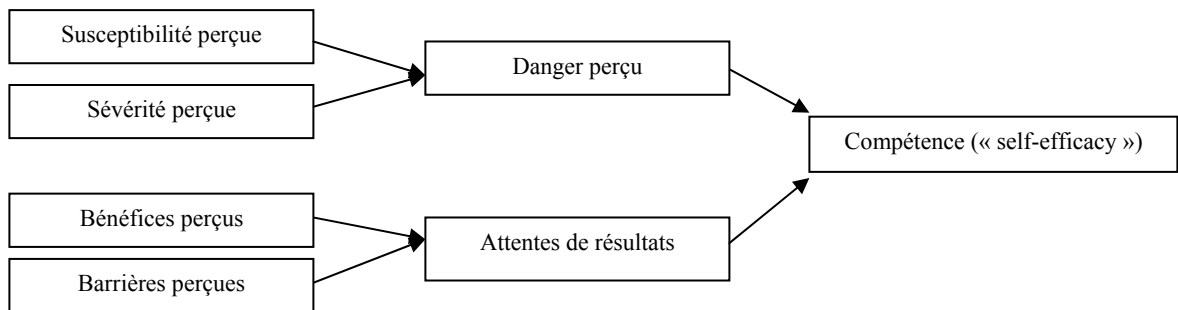 Susceptibilité perçue
Sévérité perçue
Danger perçu
Compétence (« self-efficacy »)
Bénéfices perçus
Barrières perçues
Attentes de résultats